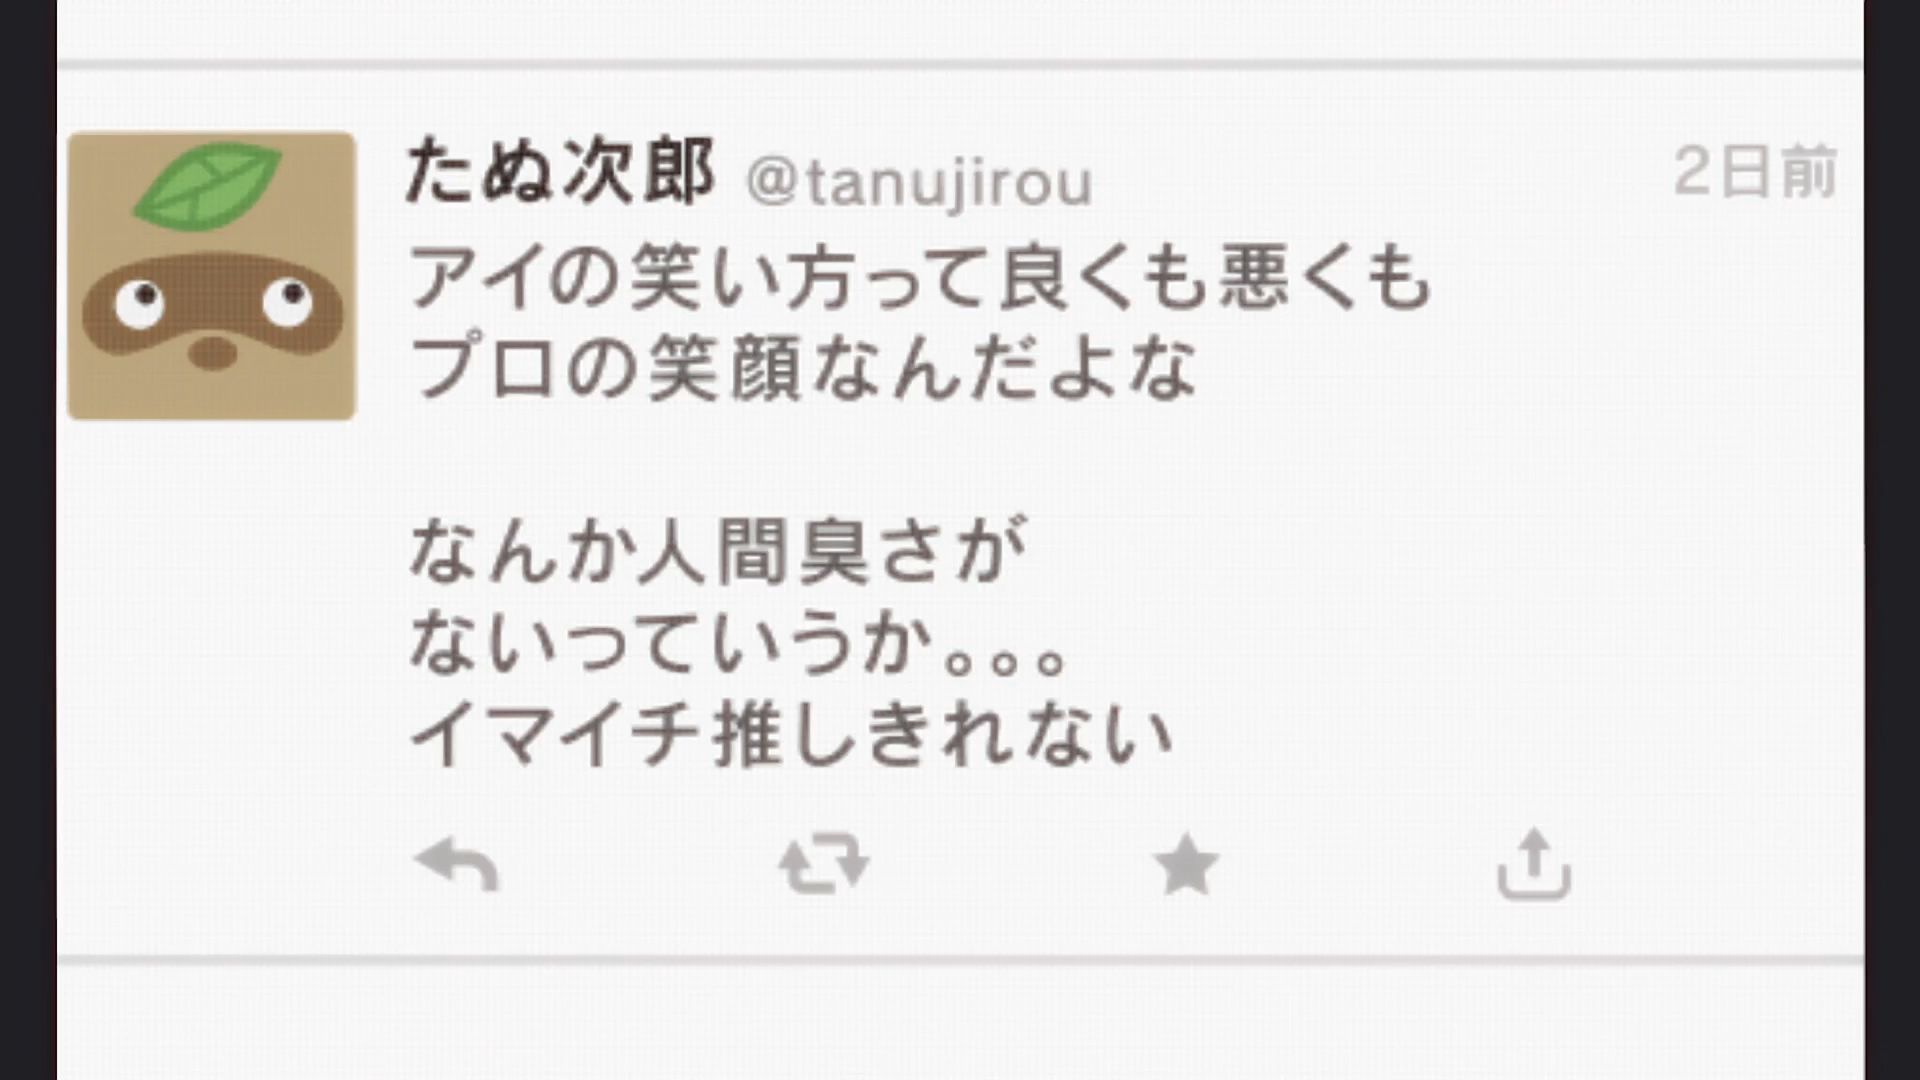 たぬ次郎 @tanujirou 2日前
アイの笑い方って良くも悪くも
プロの笑顔なんだよな
なんか人間臭さが
ないっていうか。。。
イマイチ推しきれない